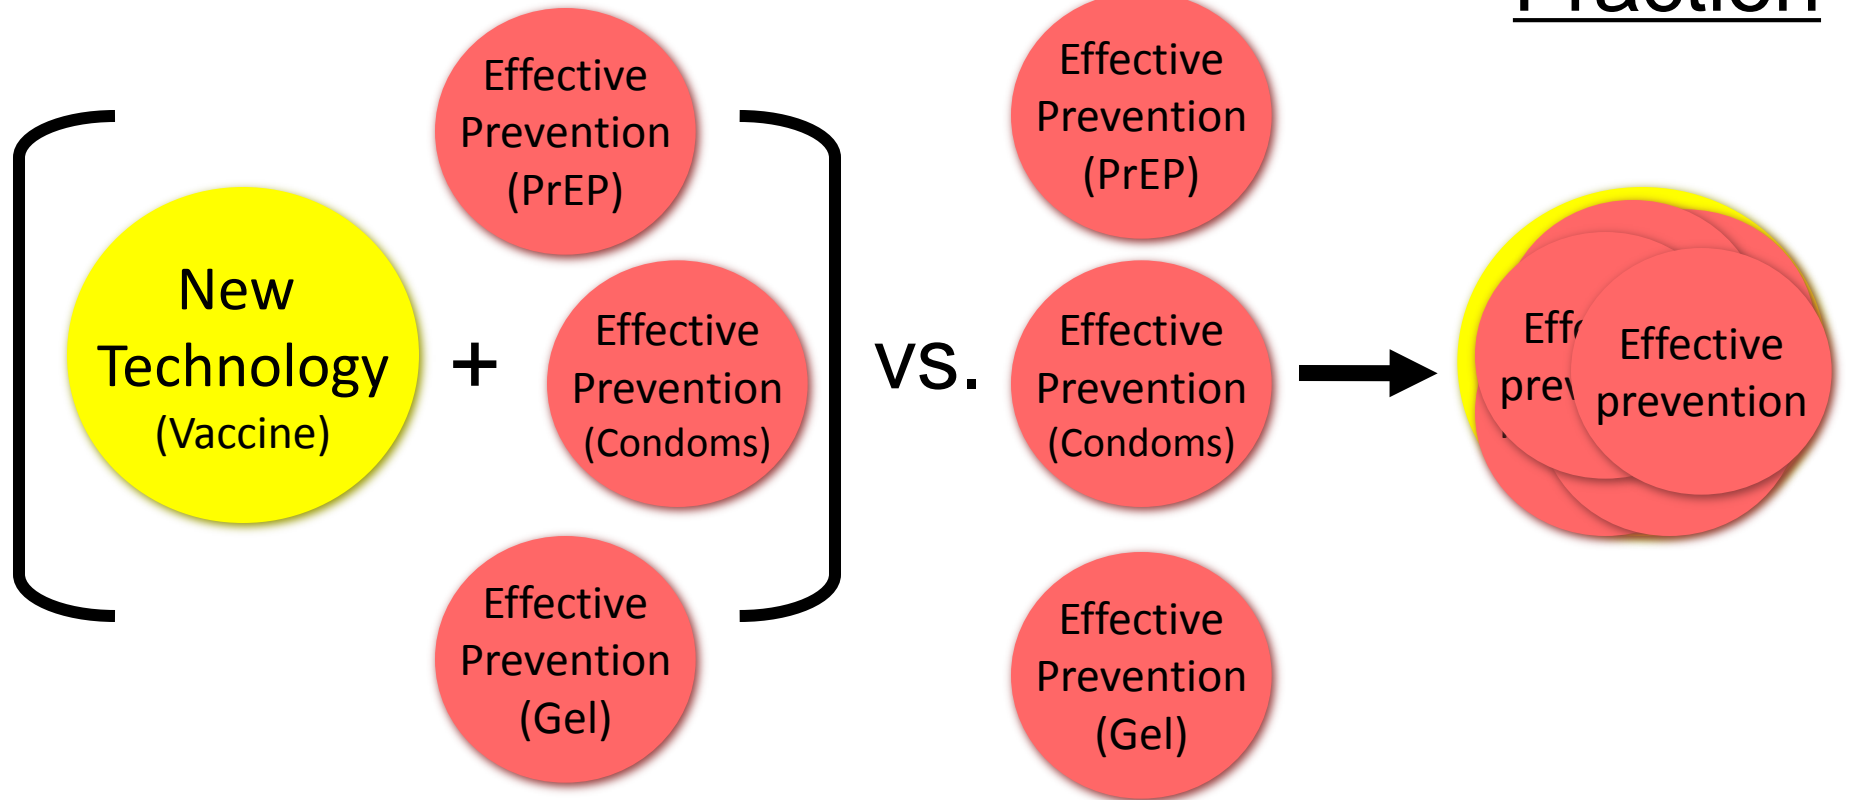 Fraction
Effective
Prevention
(PrEP)
New
Technology
(Vaccine)
+
Effective
Prevention
(Condoms)
Effective
Prevention
(Gel)
vs.
Effective
Prevention
(PrEP)
Effective
Prevention
(Condoms)
Effective
Prevention
(Gel)
Effective
prevention